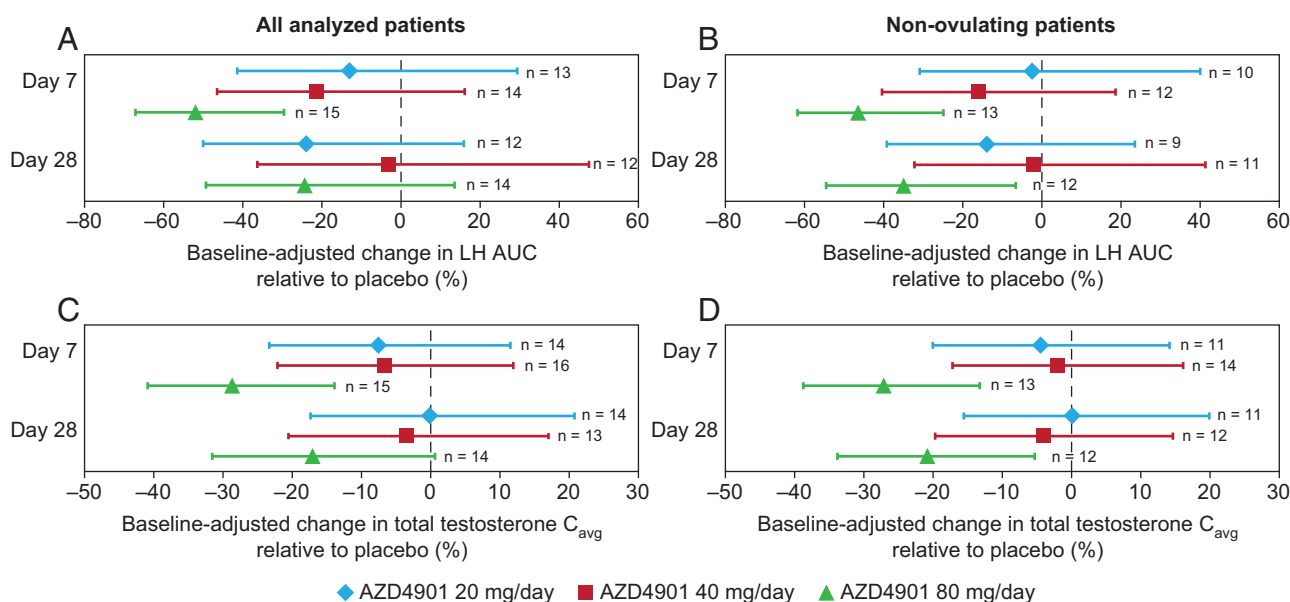 All analyzed patients
Non-ovulating patients
A
Day 7
n = 13
n = 14
n = 15
Day 28
n = 12
n = 12
n = 14
–80 –60 –40 –20 0 20 40 60
Baseline-adjusted change in LH AUC
relative to placebo (%)
B
Day 7
n = 10
n = 12
n = 13
Day 28
n = 9
n = 11
n = 12
–80 –60 –40 –20 0 20 40 60
Baseline-adjusted change in LH AUC
relative to placebo (%)
C
Day 7
n = 14
n = 16
n = 15
Day 28
n = 14
n = 13
n = 14
–50 –40 –30 –20 –10 0 10 20 30
Baseline-adjusted change in total testosterone Cavg
relative to placebo (%)
D
Day 7
n = 11
n = 14
n = 13
Day 28
n = 11
n = 12
n = 12
–50 –40 –30 –20 –10 0 10 20 30
Baseline-adjusted change in total testosterone Cavg
relative to placebo (%)
AZD4901 20 mg/day AZD4901 40 mg/day AZD4901 80 mg/day